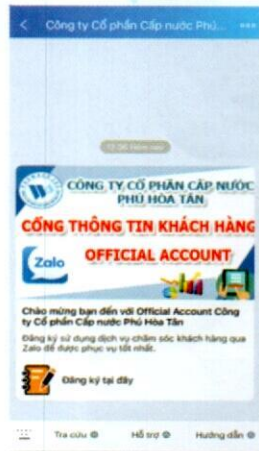 Công ty Cổ phần Cấp nước Phú...
CÔNG TY CỔ PHẦN CẤP NƯỚC
PHÚ HÒA TÂN
CỔNG THÔNG TIN KHÁCH HÀNG
Zalo
OFFICIAL ACCOUNT
Chào mừng bạn đến với Official Account Công
ty Cổ phần Cấp nước Phú Hòa Tân
Đăng ký sử dụng dịch vụ chăm sóc khách hàng qua
Zalo để được phục vụ tốt nhất.
Đăng ký tại đây
Tra cứu
Hỗ trợ
Hướng dẫn